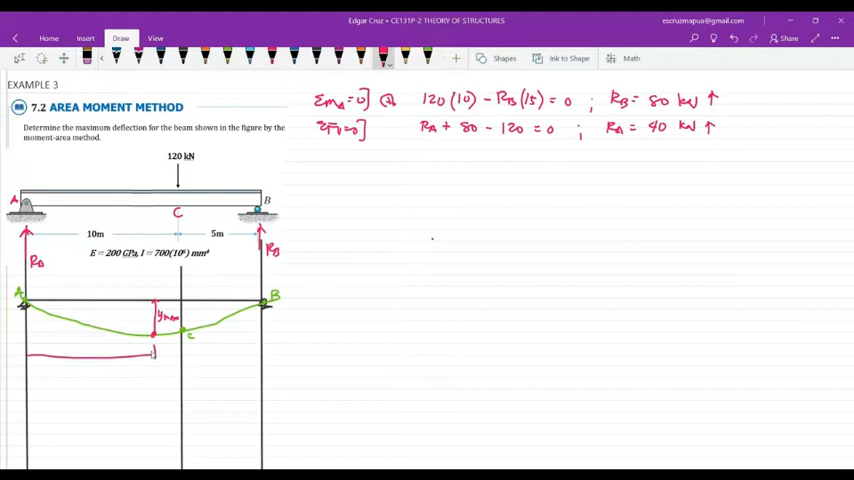 Edgar Cruz » CE131P-2 THEORY OF STRUCTURES
escruzmapua@gmail.com
Home Insert Draw View
Shapes Ink to Shape Math Share
EXAMPLE 3
7.2 AREA MOMENT METHOD
Determine the maximum deflection for the beam shown in the figure by the
moment-area method.
ΣmA=0] 120(10) - RB(15) = 0 ; RB = 80 kN ↑
ΣFV=0] RA + 80 - 120 = 0 ; RA = 40 kN ↑
120 kN
A B
C
10m 5m
RA RB
E = 200 GPa, I = 700(10⁶) mm⁴
A B
ymax
C